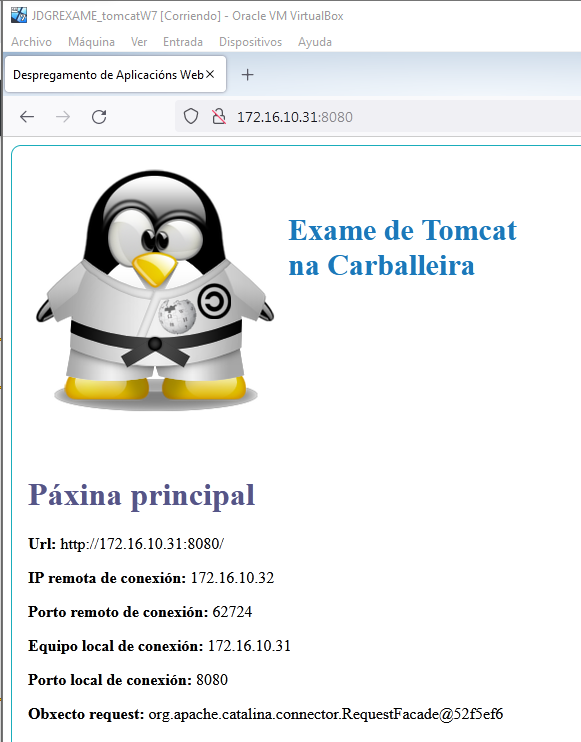 JDGREXAME_tomcatW7 [Corriendo] - Oracle VM VirtualBox
Archivo Máquina Ver Entrada Dispositivos Ayuda
Despregamento de Aplicacións Web
172.16.10.31:8080
Exame de Tomcat
na Carballeira
Páxina principal
Url: http://172.16.10.31:8080/
IP remota de conexión: 172.16.10.32
Porto remoto de conexión: 62724
Equipo local de conexión: 172.16.10.31
Porto local de conexión: 8080
Obxecto request: org.apache.catalina.connector.RequestFacade@52f5ef6